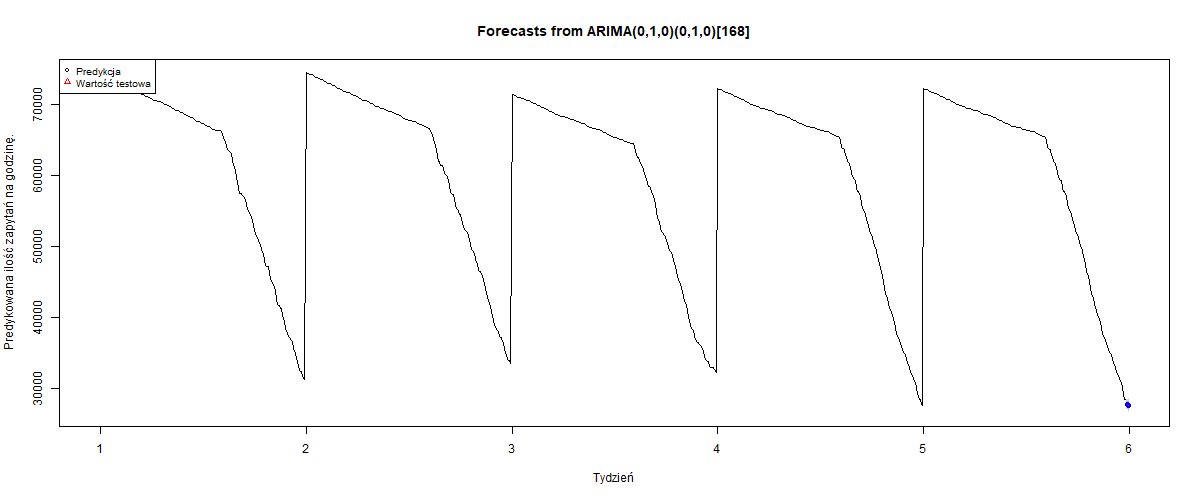 Forecasts from ARIMA(0,1,0)(0,1,0)[168]
Predykcja
Wartość testowa
Predykowana ilość zapytań na godzinę.
70000
60000
50000
40000
30000
1 2 3 4 5 6
Tydzień